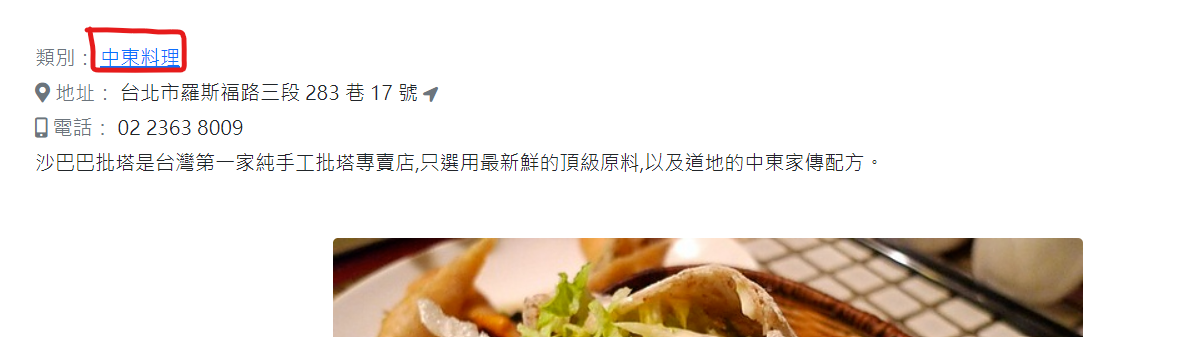 類別： 中東料理
地址： 台北市羅斯福路三段 283 巷 17 號
電話： 02 2363 8009
沙巴巴批塔是台灣第一家純手工批塔專賣店,只選用最新鮮的頂級原料,以及道地的中東家傳配方。